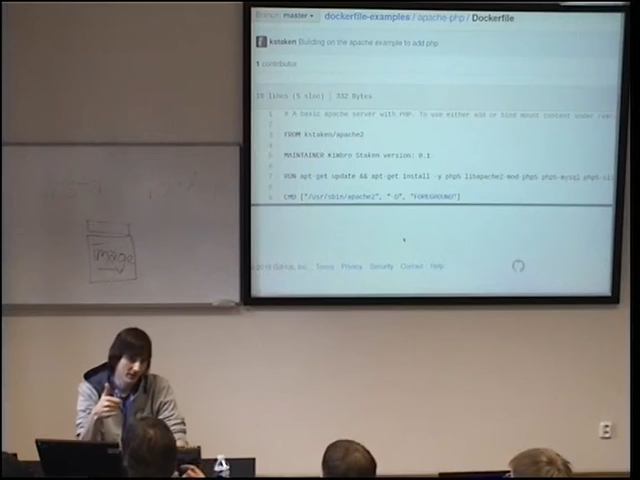 Branch: master
dockerfile-examples / apache-php / Dockerfile
kstaken Building on the apache example to add php
1 contributor
10 lines (5 sloc) | 332 Bytes
1 # A basic apache server with PHP. To use either add or bind mount content under /var
2
3 FROM kstaken/apache2
4
5 MAINTAINER Kimbro Staken version: 0.1
6
7 RUN apt-get update && apt-get install -y php5 libapache2-mod-php5 php5-mysql php5-cli
8
9 CMD ["/usr/sbin/apache2", "-D", "FOREGROUND"]
GitHub, Inc. Terms Privacy Security Contact Help
image